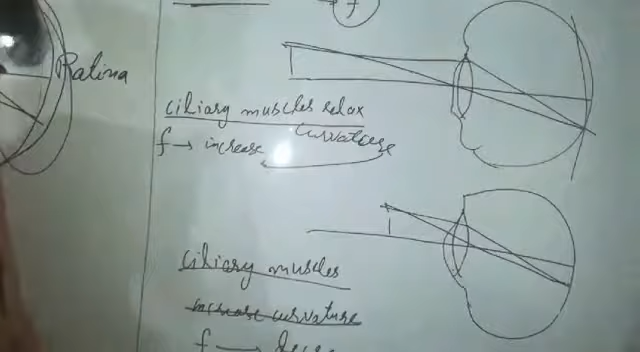 f
Ratina
ciliary muscles relax
curvature
f → increase
ciliary muscles
increase curvature
f →